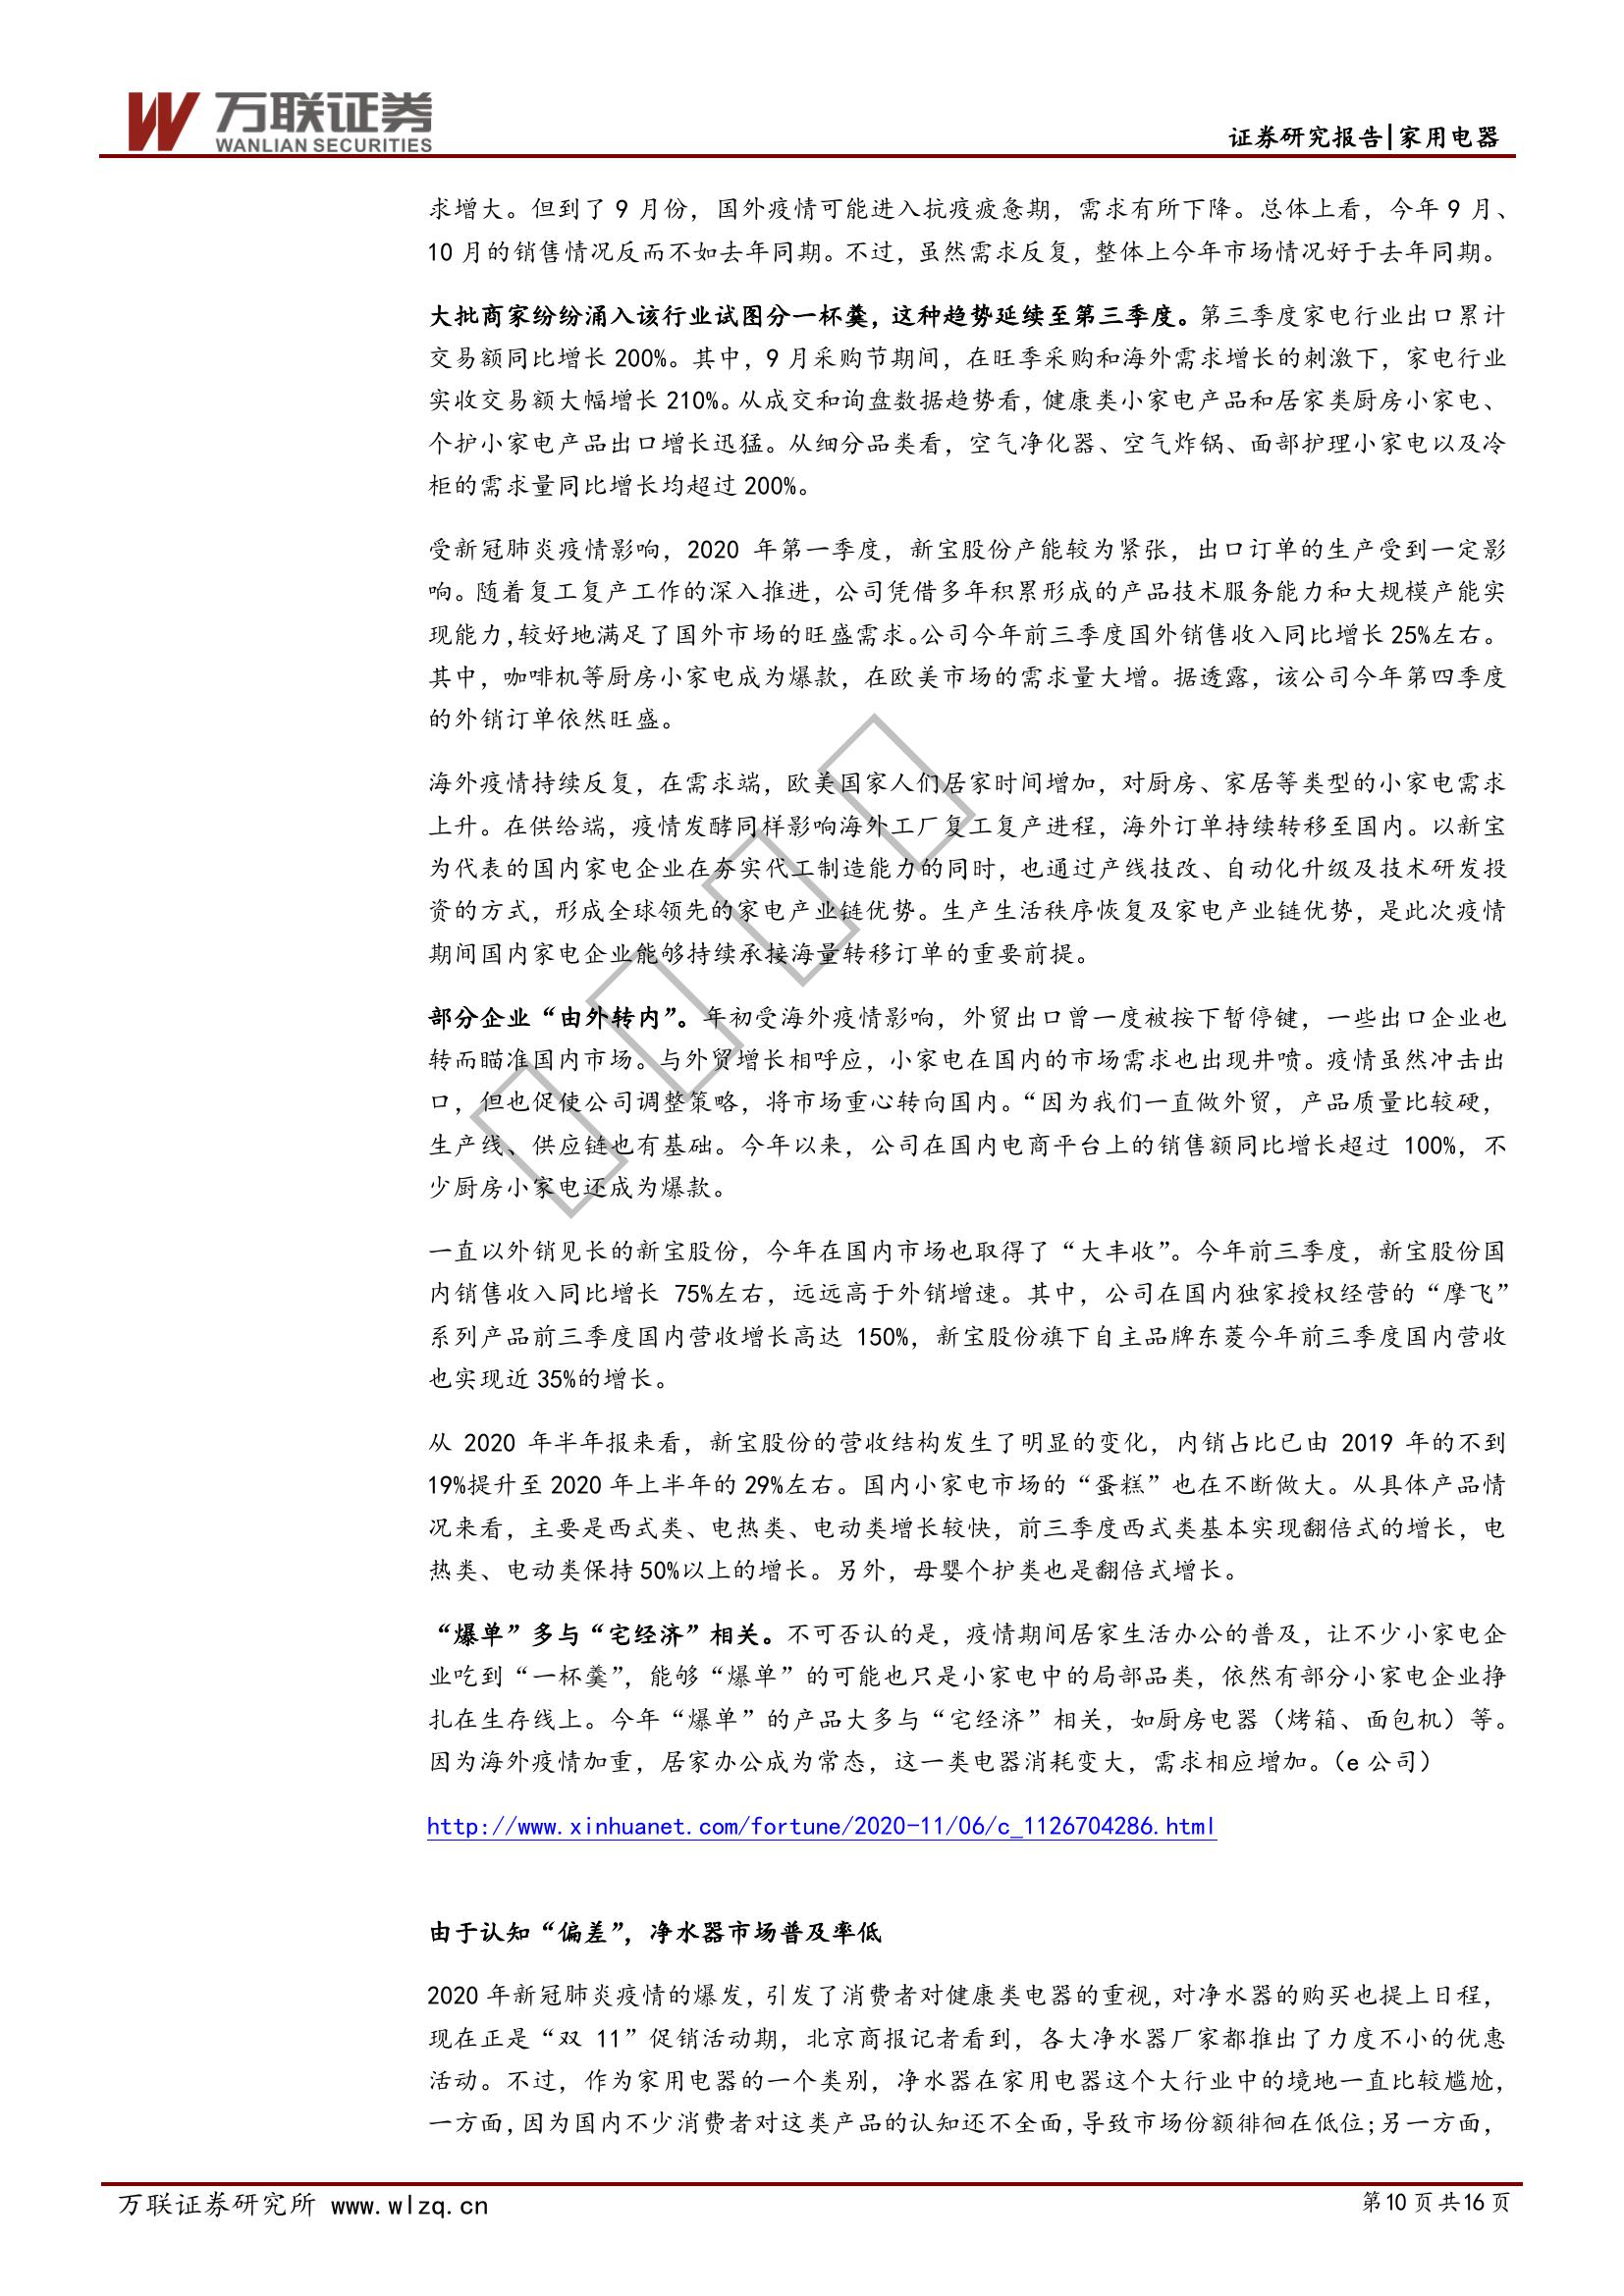 万联证券
WANLIAN SECURITIES
证券研究报告|家用电器
求增大。但到了 9 月份，国外疫情可能进入抗疫疲惫期，需求有所下降。总体上看，今年 9 月、
10 月的销售情况反而不如去年同期。不过，虽然需求反复，整体上今年市场情况好于去年同期。
大批商家纷纷涌入该行业试图分一杯羹，这种趋势延续至第三季度。第三季度家电行业出口累计
交易额同比增长 200%。其中，9 月采购节期间，在旺季采购和海外需求增长的刺激下，家电行业
实收交易额大幅增长 210%。从成交和询盘数据趋势看，健康类小家电产品和居家类厨房小家电、
个护小家电产品出口增长迅猛。从细分品类看，空气净化器、空气炸锅、面部护理小家电以及冷
柜的需求量同比增长均超过 200%。
受新冠肺炎疫情影响，2020 年第一季度，新宝股份产能较为紧张，出口订单的生产受到一定影
响。随着复工复产工作的深入推进，公司凭借多年积累形成的产品技术服务能力和大规模产能实
现能力，较好地满足了国外市场的旺盛需求。公司今年前三季度国外销售收入同比增长 25%左右。
其中，咖啡机等厨房小家电成为爆款，在欧美市场的需求量大增。据透露，该公司今年第四季度
的外销订单依然旺盛。
海外疫情持续反复，在需求端，欧美国家人们居家时间增加，对厨房、家居等类型的小家电需求
上升。在供给端，疫情发酵同样影响海外工厂复工复产进程，海外订单持续转移至国内。以新宝
为代表的国内家电企业在夯实代工制造能力的同时，也通过产线技改、自动化升级及技术研发投
资的方式，形成全球领先的家电产业链优势。生产生活秩序恢复及家电产业链优势，是此次疫情
期间国内家电企业能够持续承接海量转移订单的重要前提。
部分企业“由外转内”。年初受海外疫情影响，外贸出口曾一度被按下暂停键，一些出口企业也
转而瞄准国内市场。与外贸增长相呼应，小家电在国内的市场需求也出现井喷。疫情虽然冲击出
口，但也促使公司调整策略，将市场重心转向国内。“因为我们一直做外贸，产品质量比较硬，
生产线、供应链也有基础。今年以来，公司在国内电商平台上的销售额同比增长超过 100%，不
少厨房小家电还成为爆款。
一直以外销见长的新宝股份，今年在国内市场也取得了“大丰收”。今年前三季度，新宝股份国
内销售收入同比增长 75%左右，远远高于外销增速。其中，公司在国内独家授权经营的“摩飞”
系列产品前三季度国内营收增长高达 150%，新宝股份旗下自主品牌东菱今年前三季度国内营收
也实现近 35%的增长。
从 2020 年半年报来看，新宝股份的营收结构发生了明显的变化，内销占比已由 2019 年的不到
19%提升至 2020 年上半年的 29%左右。国内小家电市场的“蛋糕”也在不断做大。从具体产品情
况来看，主要是西式类、电热类、电动类增长较快，前三季度西式类基本实现翻倍式的增长，电
热类、电动类保持 50%以上的增长。另外，母婴个护类也是翻倍式增长。
“爆单”多与“宅经济”相关。不可否认的是，疫情期间居家生活办公的普及，让不少小家电企
业吃到“一杯羹”，能够“爆单”的可能也只是小家电中的局部品类，依然有部分小家电企业挣
扎在生存线上。今年“爆单”的产品大多与“宅经济”相关，如厨房电器（烤箱、面包机）等。
因为海外疫情加重，居家办公成为常态，这一类电器消耗变大，需求相应增加。（e 公司）
http://www.xinhuanet.com/fortune/2020-11/06/c_1126704286.html
由于认知“偏差”，净水器市场普及率低
2020 年新冠肺炎疫情的爆发，引发了消费者对健康类电器的重视，对净水器的购买也提上日程，
现在正是“双 11”促销活动期，北京商报记者看到，各大净水器厂家都推出了力度不小的优惠
活动。不过，作为家用电器的一个类别，净水器在家用电器这个大行业中的境地一直比较尴尬，
一方面，因为国内不少消费者对这类产品的认知还不全面，导致市场份额徘徊在低位；另一方面，
万联证券研究所 www.wlzq.cn
第10 页 共16 页